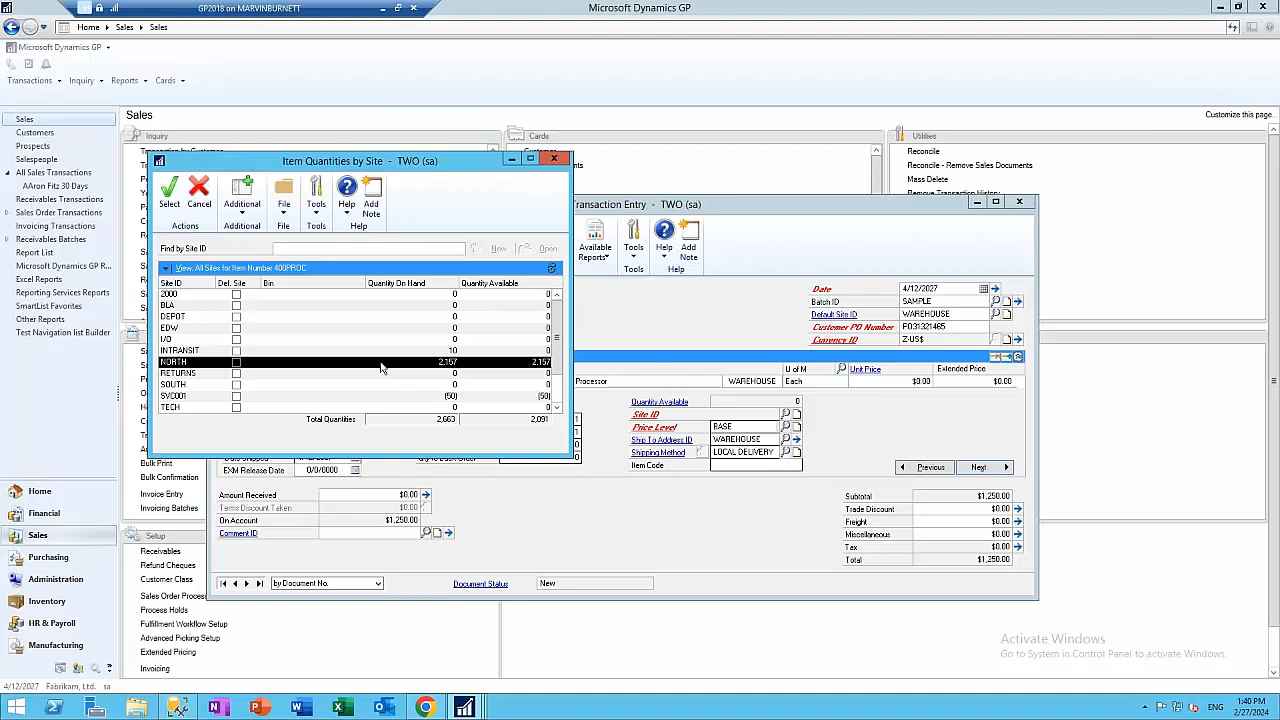 GP2018 on MARVINBURNETT
Microsoft Dynamics GP
Home Sales Sales
Microsoft Dynamics GP
Transactions Inquiry Reports Cards
Sales
Customers
Prospects
Salespeople
All Sales Transactions
AAron Fitz 30 Days
Receivables Transactions
Sales Order Transactions
Invoicing Transactions
Receivables Batches
Report List
Microsoft Dynamics GP R...
Excel Reports
Reporting Services Reports
SmartList Favorites
Other Reports
Test Navigation list Builder
Home
Financial
Sales
Purchasing
Administration
Inventory
HR & Payroll
Manufacturing
Sales
Customize this page...
Inquiry
Cards
Utilities
Reconcile
Reconcile - Remove Sales Documents
Mass Delete
Remove Transaction History
Item Quantities by Site - TWO (sa)
Select
Cancel
Additional
File
Tools
Help
Add Note
Actions
Additional
File
Tools
Help
Find by Site ID
New
Open
View: All Sites for Item Number 400PROC
Site ID Del. Site Bin Quantity On Hand Quantity Available
2000 0 0
BLA 0 0
DEPOT 0 0
EDW 0 0
I/O 0 0
INTRANSIT 10 0
NORTH 2,157 2,157
RETURNS 0 0
SOUTH 0 0
SVC001 (50) (50)
TECH 0 0
Total Quantities 2,663 2,091
Transaction Entry - TWO (sa)
Available Reports
Tools
Help
Add Note
Tools
Help
Date 4/12/2027
Batch ID SAMPLE
Default Site ID WAREHOUSE
Customer PO Number PO31321465
Currency ID Z-US$
U of M Unit Price Extended Price
Processor WAREHOUSE Each $0.00 $0.00
Quantity Available 0
Site ID
Price Level BASE
Ship To Address ID WAREHOUSE
Shipping Method LOCAL DELIVERY
Item Code
EXM Release Date 0/0/0000
Previous Next
Amount Received $0.00
Terms Discount Taken $0.00
On Account $1,250.00
Comment ID
Subtotal $1,250.00
Trade Discount $0.00
Freight $0.00
Miscellaneous $0.00
Tax $0.00
Total $1,250.00
by Document No.
Document Status New
Bulk Print
Bulk Confirmation
Invoice Entry
Invoicing Batches
Setup
Receivables
Refund Checks
Customer Class
Sales Order Process
Process Holds
Fulfillment Workflow Setup
Advanced Picking Setup
Extended Pricing
Invoicing
Activate Windows
Go to System in Control Panel to activate Windows.
4/12/2027 Fabrikam, Ltd. sa
ENG
1:40 PM
2/27/2024